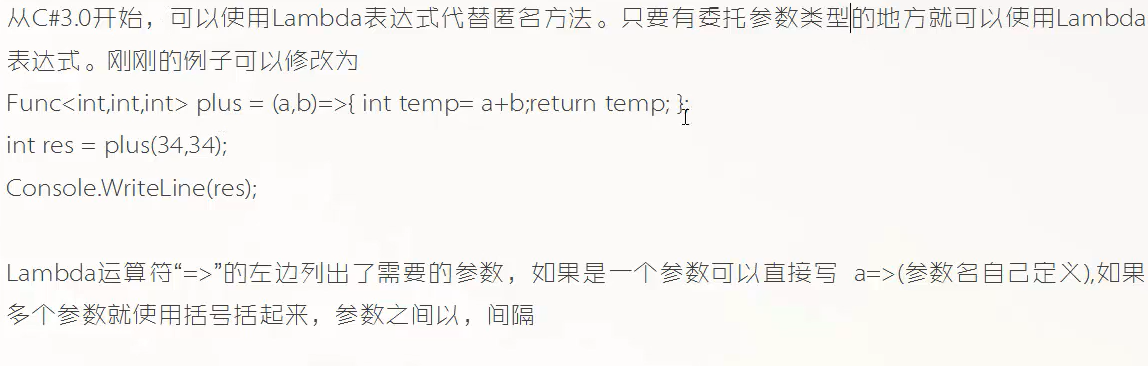 从C#3.0开始，可以使用Lambda表达式代替匿名方法。只要有委托参数类型的地方就可以使用Lambda
表达式。刚刚的例子可以修改为
Func<int,int,int> plus = (a,b)=>{ int temp= a+b;return temp; };
int res = plus(34,34);
Console.WriteLine(res);
Lambda运算符“=>”的左边列出了需要的参数，如果是一个参数可以直接写 a=>(参数名自己定义),如果
多个参数就使用括号括起来，参数之间以，间隔